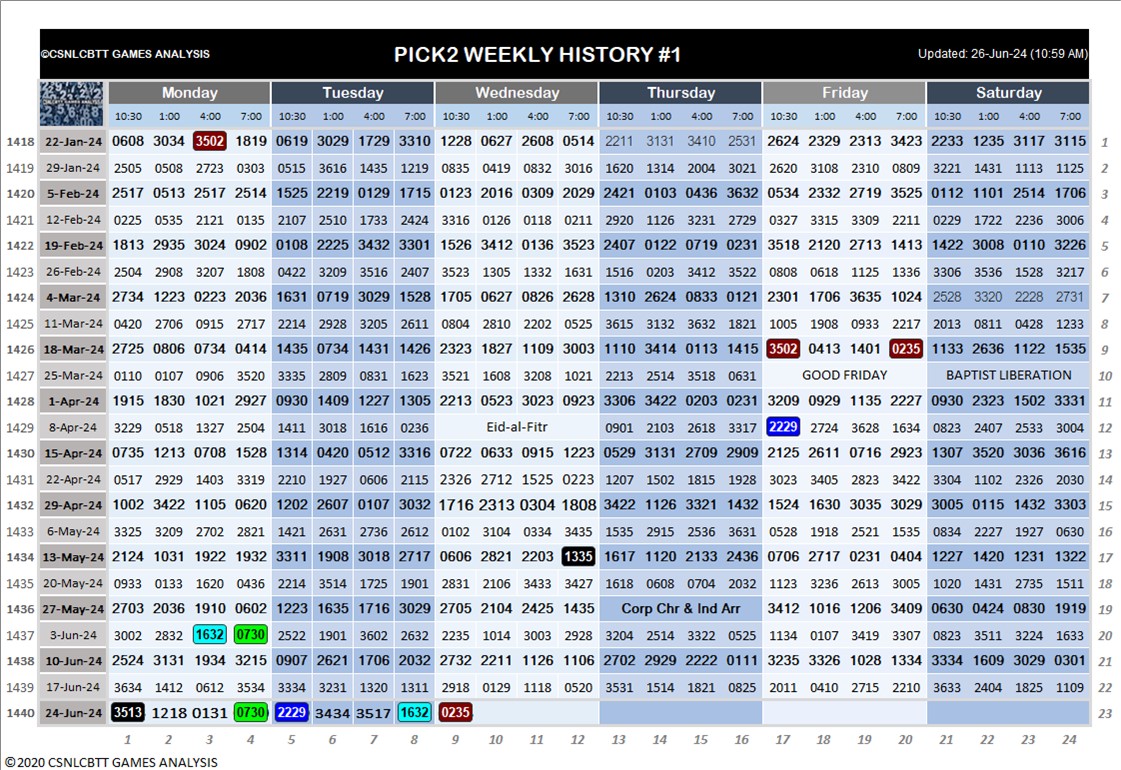 ©CSNLCBTT GAMES ANALYSIS PICK2 WEEKLY HISTORY #1 Updated: 26-Jun-24 (10:59 AM)
Monday Tuesday Wednesday Thursday Friday Saturday
10:30 1:00 4:00 7:00 10:30 1:00 4:00 7:00 10:30 1:00 4:00 7:00 10:30 1:00 4:00 7:00 10:30 1:00 4:00 7:00 10:30 1:00 4:00 7:00
1418 22-Jan-24 0608 3034 3502 1819 0619 3029 1729 3310 1228 0627 2608 0514 2211 3131 3410 2531 2624 2329 2313 3423 2233 1235 3117 3115 1
1419 29-Jan-24 2505 0508 2723 0303 0515 3616 1435 1219 0835 0419 0832 3016 1620 1314 2004 3021 2620 3108 2310 0809 3221 1431 1113 1125 2
1420 5-Feb-24 2517 0513 2517 2514 1525 2219 0129 1715 0123 2016 0309 2029 2421 0103 0436 3632 0534 2332 2719 3525 0112 1101 2514 1706 3
1421 12-Feb-24 0225 0535 2121 0135 2107 2510 1733 2424 3316 0126 0118 0211 2920 1126 3231 2729 0327 3315 3309 2211 0229 1722 2236 3006 4
1422 19-Feb-24 1813 2935 3024 0902 0108 2225 3432 3301 1526 3412 0136 3523 2407 0122 0719 0231 3518 2120 2713 1413 1422 3008 0110 3226 5
1423 26-Feb-24 2504 2908 3207 1808 0422 3209 3516 2407 3523 1305 1332 1631 1516 0203 3412 3522 0808 0618 1125 1336 3306 3536 1528 3217 6
1424 4-Mar-24 2734 1223 0223 2036 1631 0719 3029 1528 1705 0627 0826 2628 1310 2624 0833 0121 2301 1706 3635 1024 2528 3320 2228 2731 7
1425 11-Mar-24 0420 2706 0915 2717 2214 2928 3205 2611 0804 2810 2202 0525 3615 3132 3632 1821 1005 1908 0933 2217 2013 0811 0428 1233 8
1426 18-Mar-24 2725 0806 0734 0414 1435 0734 1431 1426 2323 1827 1109 3003 1110 3414 0113 1415 3502 0413 1401 0235 1133 2636 1122 1535 9
1427 25-Mar-24 0110 0107 0906 3520 3335 2809 0831 1623 3521 1608 3208 1021 2213 2514 3518 0631 GOOD FRIDAY BAPTIST LIBERATION 10
1428 1-Apr-24 1915 1830 1021 2927 0930 1409 1227 1305 2213 0523 3023 0923 3306 3422 0203 0231 3209 0929 1135 2227 0930 2323 1502 3331 11
1429 8-Apr-24 3229 0518 1327 2504 1411 3018 1616 0236 Eid-al-Fitr 0901 2103 2618 3317 2229 2724 3628 1634 0823 2407 2533 3004 12
1430 15-Apr-24 0735 1213 0708 1528 1314 0420 0512 3316 0722 0633 0915 1223 0529 3131 2709 2909 2125 2611 0716 2923 1307 3520 3036 3616 13
1431 22-Apr-24 0517 2929 1403 3319 2210 1927 0606 2115 2326 2712 1525 0223 1207 1502 1815 1928 3023 3405 2823 3422 3304 1102 2326 2030 14
1432 29-Apr-24 1002 3422 1105 0620 1202 2607 0107 3032 1716 2313 0304 1808 3422 1126 3321 1432 1524 1630 3035 3029 3005 0115 1432 3303 15
1433 6-May-24 3325 3209 2702 2821 1421 2631 2736 2612 0102 3104 0334 3435 1535 2915 2536 3631 0528 1918 2521 1535 0834 2227 1927 0630 16
1434 13-May-24 2124 1031 1922 1932 3311 1908 3018 2717 0606 2821 2203 1335 1617 1120 2133 2436 0706 2717 0231 0404 1227 1420 1231 1322 17
1435 20-May-24 0933 0133 1620 0436 2214 3514 1725 1901 2831 2106 3433 3427 1618 0608 0704 2032 1123 3236 2613 3005 1020 1431 2735 1511 18
1436 27-May-24 2703 2036 1910 0602 1223 1635 1716 3029 2705 2104 2425 1435 Corp Chr & Ind Arr 3412 1016 1206 3409 0630 0424 0830 1919 19
1437 3-Jun-24 3002 2832 1632 0730 2522 1901 3602 2632 2235 1014 3003 2928 3204 2514 3322 0525 1134 0107 3419 3307 0823 3511 3224 1633 20
1438 10-Jun-24 2524 3131 1934 3215 0907 2621 1706 2032 2732 2211 1126 1106 2702 2929 2222 0111 3235 3326 1028 1334 3334 1609 3029 0301 21
1439 17-Jun-24 3634 1412 0612 3534 3334 3231 1320 1311 2918 0129 1118 0520 3531 1514 1821 0825 2011 0410 2715 2210 3633 2404 1825 1109 22
1440 24-Jun-24 3513 1218 0131 0730 2229 3434 3517 1632 0235 23
1 2 3 4 5 6 7 8 9 10 11 12 13 14 15 16 17 18 19 20 21 22 23 24
©2020 CSNLCBTT GAMES ANALYSIS